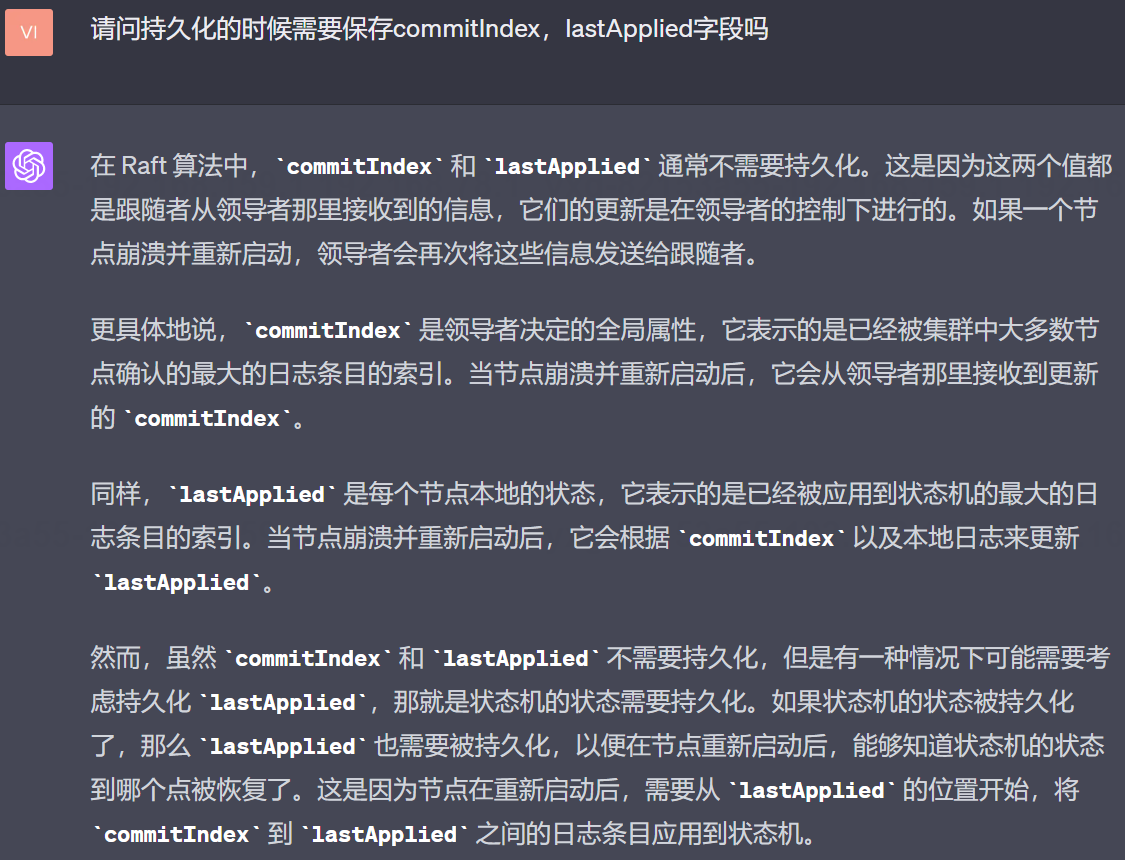 VI
请问持久化的时候需要保存commitIndex，lastApplied字段吗
在 Raft 算法中，`commitIndex` 和 `lastApplied` 通常不需要持久化。这是因为这两个值都
是跟随者从领导者那里接收到的信息，它们的更新是在领导者的控制下进行的。如果一个节
点崩溃并重新启动，领导者会再次将这些信息发送给跟随者。
更具体地说，`commitIndex` 是领导者决定的全局属性，它表示的是已经被集群中大多数节
点确认的最大的日志条目的索引。当节点崩溃并重新启动后，它会从领导者那里接收到更新
的 `commitIndex`。
同样，`lastApplied` 是每个节点本地的状态，它表示的是已经被应用到状态机的最大的日
志条目的索引。当节点崩溃并重新启动后，它会根据 `commitIndex` 以及本地日志来更新
`lastApplied`。
然而，虽然 `commitIndex` 和 `lastApplied` 不需要持久化，但是有一种情况下可能需要考
虑持久化 `lastApplied`，那就是状态机的状态需要持久化。如果状态机的状态被持久化
了，那么 `lastApplied` 也需要被持久化，以便在节点重新启动后，能够知道状态机的状态
到哪个点被恢复了。这是因为节点在重新启动后，需要从 `lastApplied` 的位置开始，将
`commitIndex` 到 `lastApplied` 之间的日志条目应用到状态机。